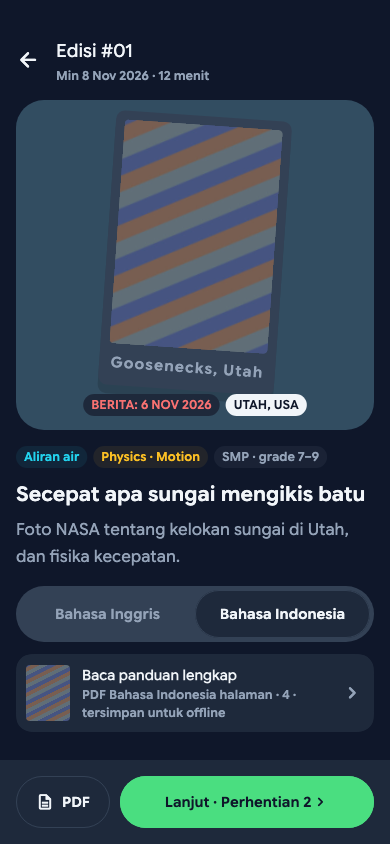 Edisi #01
Min 8 Nov 2026 · 12 menit
Goosenecks, Utah
BERITA: 6 NOV 2026
UTAH, USA
Aliran air
Physics · Motion
SMP · grade 7–9
Secepat apa sungai mengikis batu
Foto NASA tentang kelokan sungai di Utah,
dan fisika kecepatan.
Bahasa Inggris
Bahasa Indonesia
Baca panduan lengkap
PDF Bahasa Indonesia halaman · 4 ·
tersimpan untuk offline
PDF
Lanjut · Perhentian 2 ›